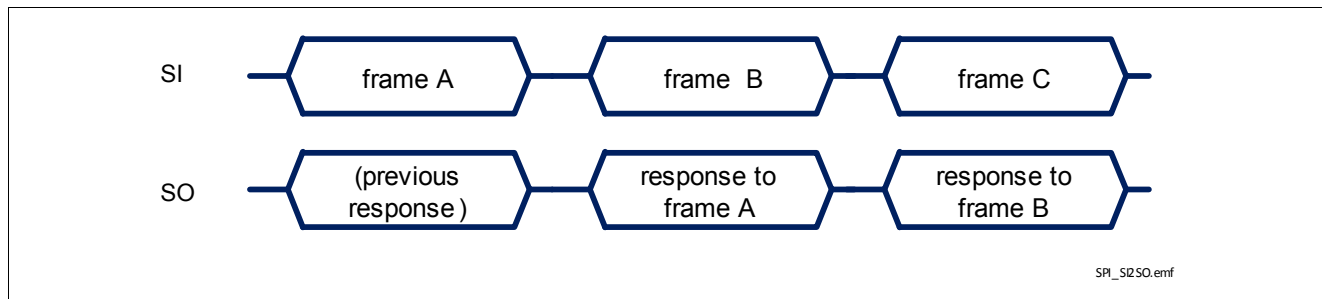 SI
frame A
frame B
frame C
SO
(previous
response)
response to
frame A
response to
frame B
SPI_SI2SO.emf